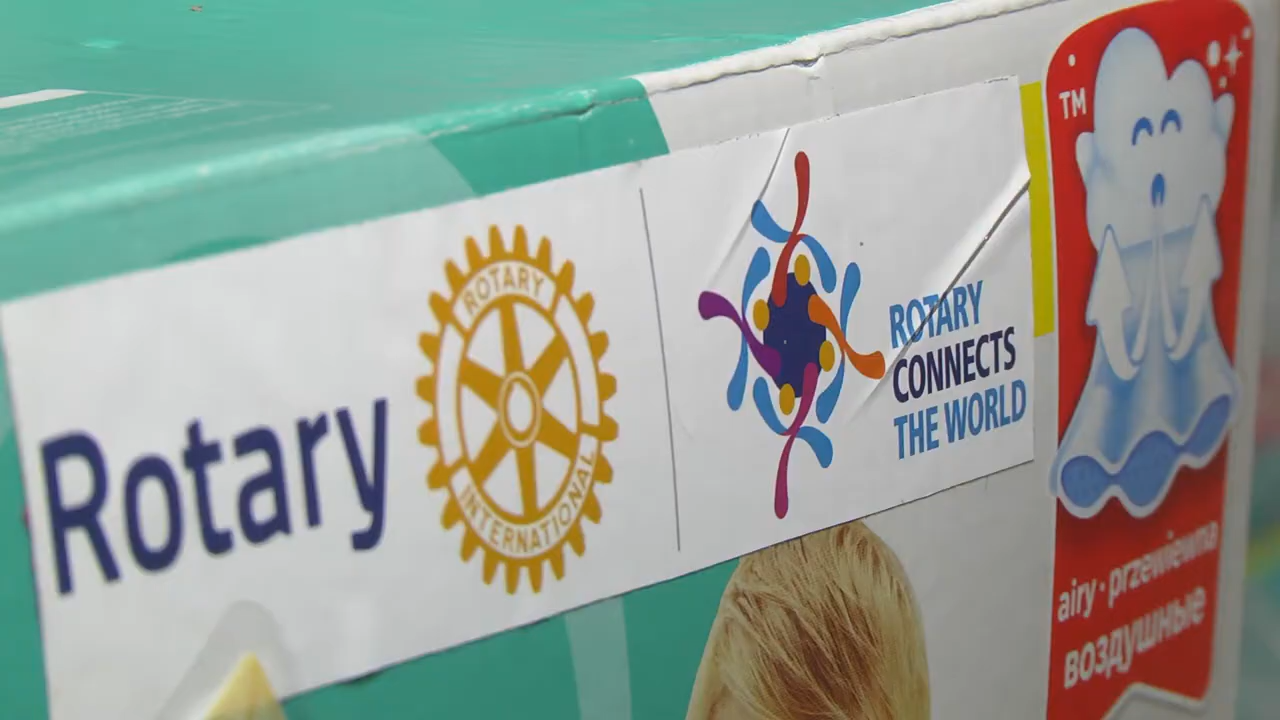 Rotary
ROTARY
INTERNATIONAL
ROTARY
CONNECTS
THE WORLD
TM
airy · przewiewna
воздушные